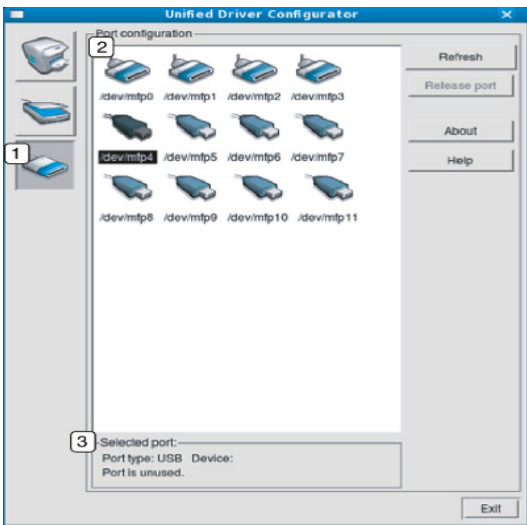 Unified Driver Configurator
Port configuration
2
/dev/mfp0 /dev/mfp1 /dev/mfp2 /dev/mfp3
/dev/mfp4 /dev/mfp5 /dev/mfp6 /dev/mfp7
/dev/mfp8 /dev/mfp9 /dev/mfp10 /dev/mfp11
Refresh
Release port
About
Help
1
3
Selected port:
Port type: USB Device:
Port is unused.
Exit